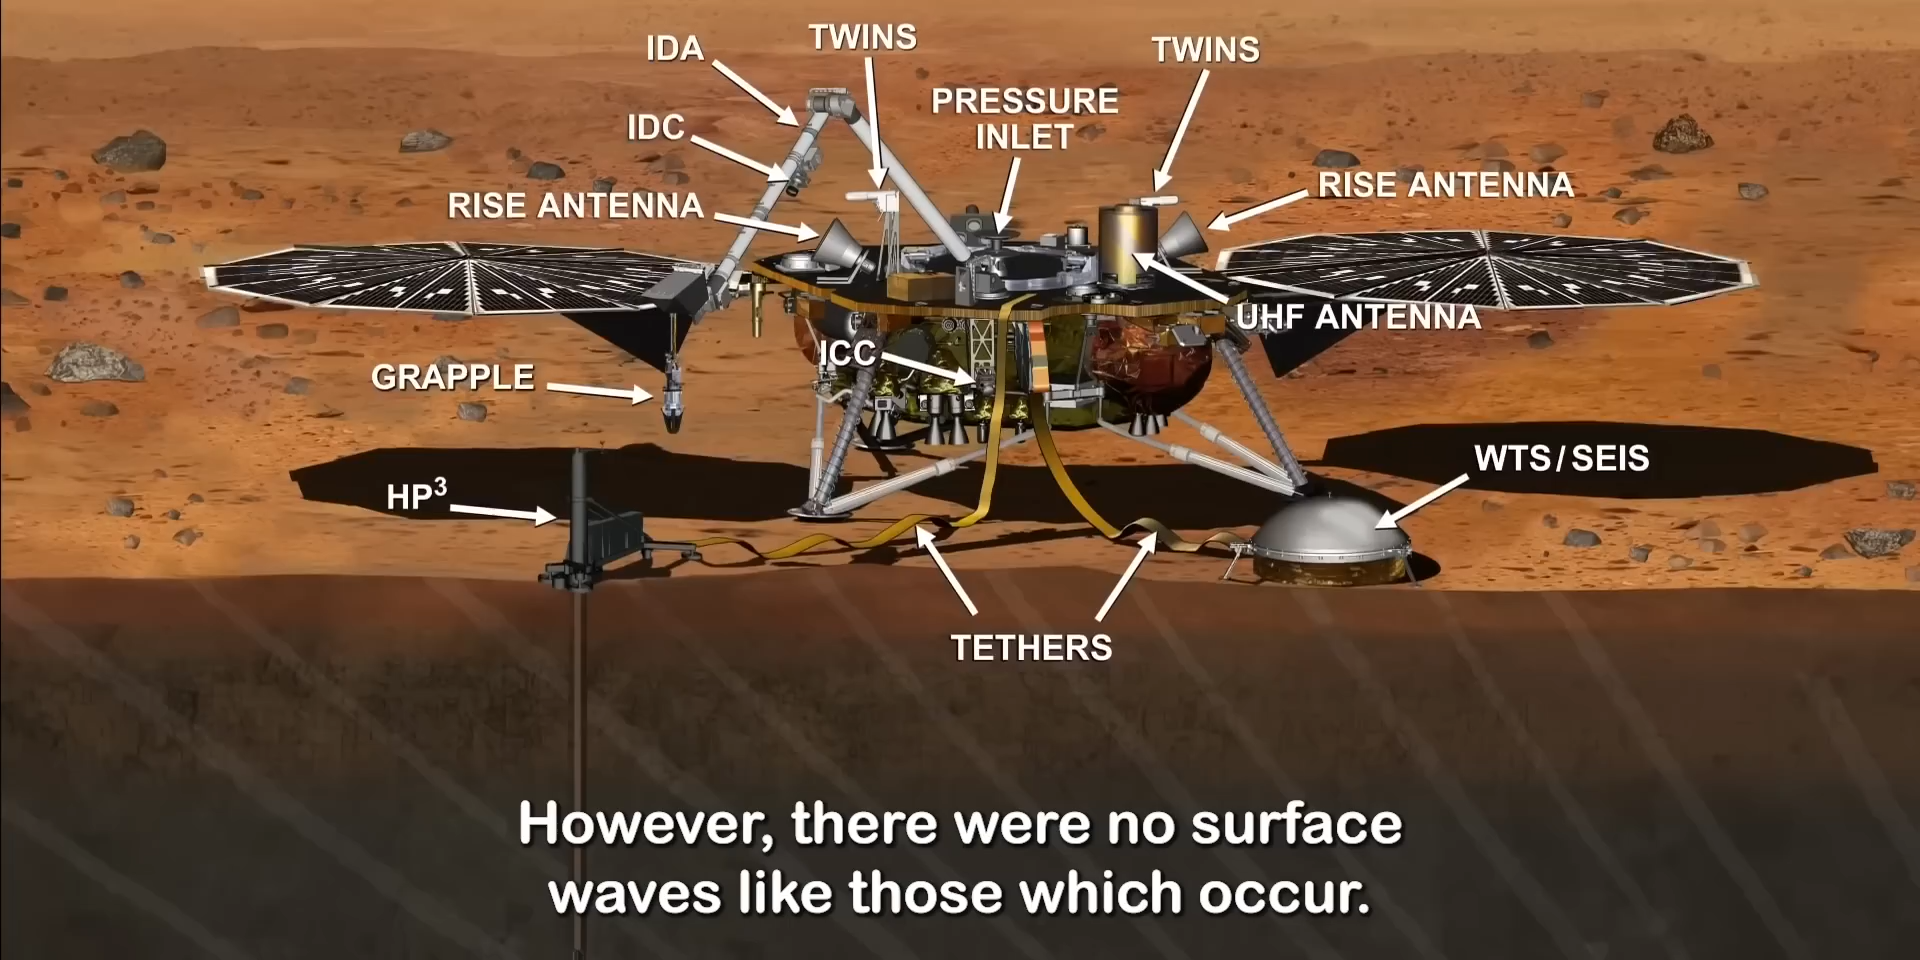 IDA
TWINS
TWINS
IDC
PRESSURE
INLET
RISE ANTENNA
RISE ANTENNA
UHF ANTENNA
ICC
GRAPPLE
HP³
WTS/SEIS
TETHERS
However, there were no surface
waves like those which occur.